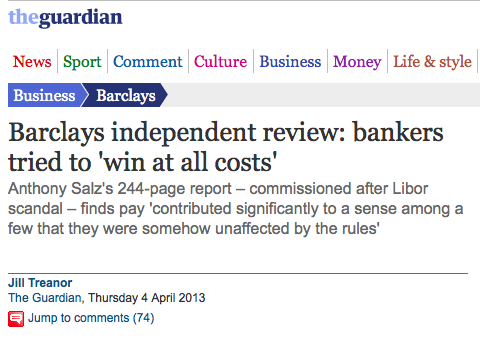 theguardian
News Sport Comment Culture Business Money Life & style
Business Barclays
Barclays independent review: bankers
tried to 'win at all costs'
Anthony Salz's 244-page report – commissioned after Libor
scandal – finds pay 'contributed significantly to a sense among a
few that they were somehow unaffected by the rules'
Jill Treanor
The Guardian, Thursday 4 April 2013
Jump to comments (74)